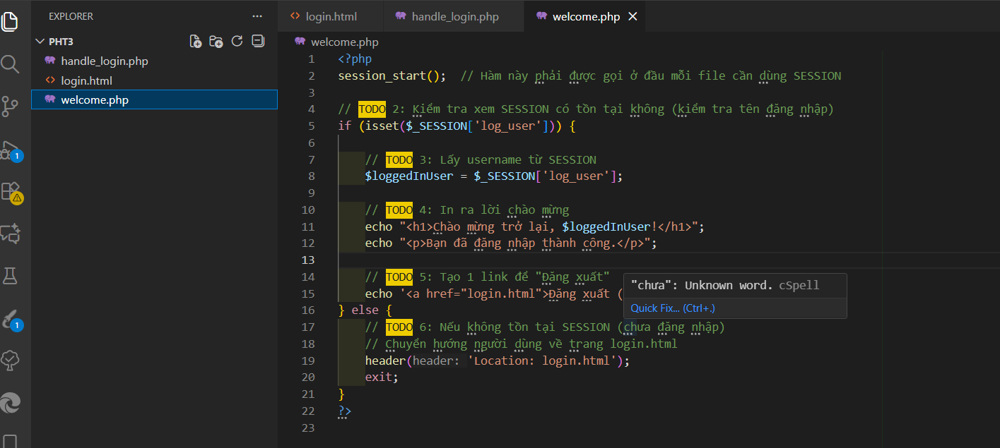 EXPLORER
···
PHT3
handle_login.php
login.html
welcome.php
1
1
login.html
handle_login.php
welcome.php
welcome.php
1 <?php
2 session_start();  // Hàm này phải được gọi ở đầu mỗi file cần dùng SESSION
3
4 // TODO 2: Kiểm tra xem SESSION có tồn tại không (kiểm tra tên đăng nhập)
5 if (isset($_SESSION['log_user'])) {
6
7     // TODO 3: Lấy username từ SESSION
8     $loggedInUser = $_SESSION['log_user'];
9
10     // TODO 4: In ra lời chào mừng
11     echo "<h1>Chào mừng trở lại, $loggedInUser!</h1>";
12     echo "<p>Bạn đã đăng nhập thành công.</p>";
13
14     // TODO 5: Tạo 1 link để "Đăng xuất"
15     echo '<a href="login.html">Đăng xuất (
"chưa": Unknown word. cSpell
Quick Fix... (Ctrl+.)
16 } else {
17     // TODO 6: Nếu không tồn tại SESSION (chưa đăng nhập)
18     // Chuyển hướng người dùng về trang login.html
19     header(header: 'Location: login.html');
20     exit;
21 }
22 ?>
23